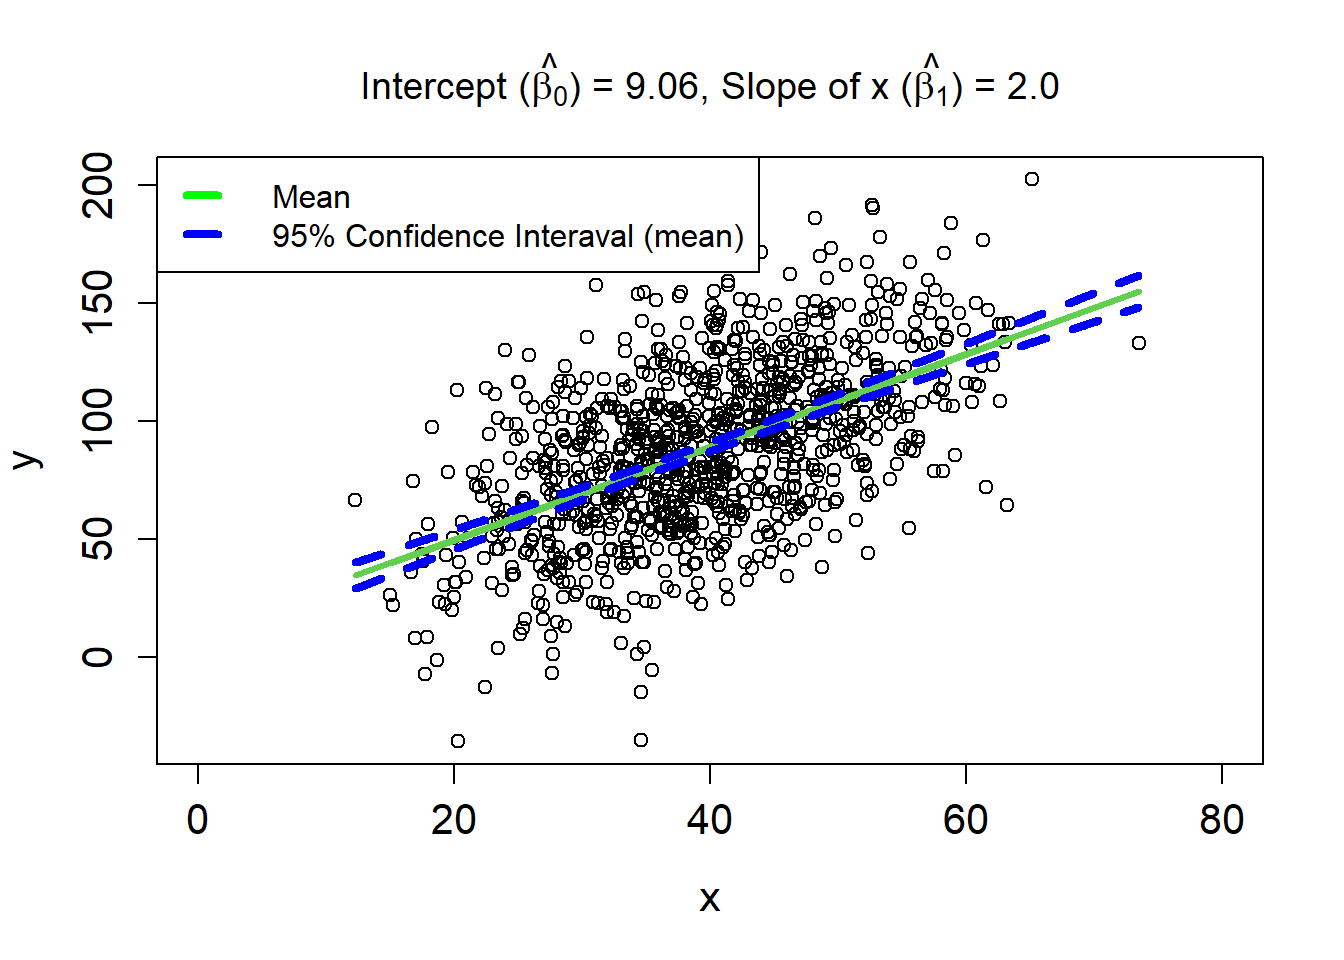 Intercept (β̂₀) = 9.06, Slope of x (β̂₁) = 2.0
Mean
95% Confidence Interaval (mean)
y
200
150
100
50
0
0 20 40 60 80
x